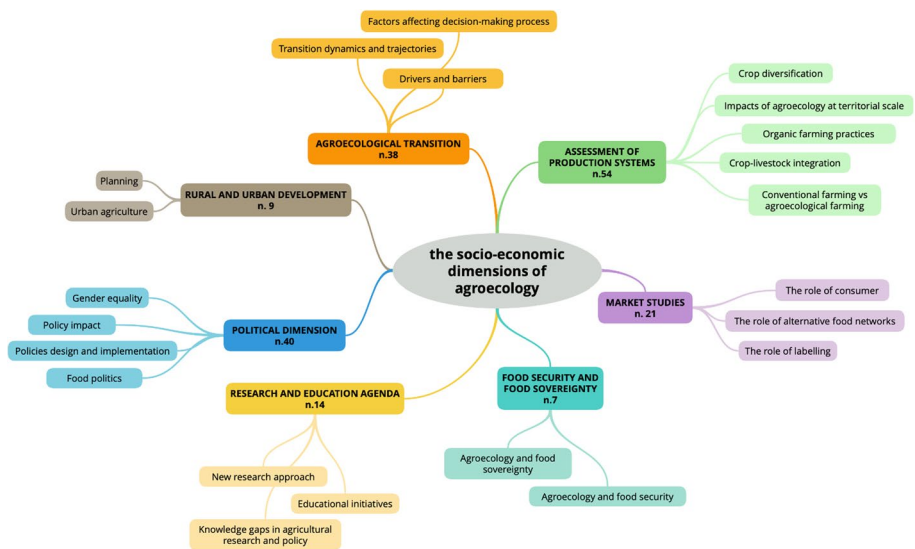 Factors affecting decision-making process
Transition dynamics and trajectories
Drivers and barriers
AGROECOLOGICAL TRANSITION
n.38
Crop diversification
Impacts of agroecology at territorial scale
Organic farming practices
Crop-livestock integration
Conventional farming vs
agroecological farming
ASSESSMENT OF
PRODUCTION SYSTEMS
n.54
Planning
Urban agriculture
RURAL AND URBAN DEVELOPMENT
n. 9
the socio-economic
dimensions of
agroecology
MARKET STUDIES
n. 21
The role of consumer
The role of alternative food networks
The role of labelling
Gender equality
Policy impact
Policies design and implementation
Food politics
POLITICAL DIMENSION
n.40
RESEARCH AND EDUCATION AGENDA
n.14
New research approach
Educational initiatives
Knowledge gaps in agricultural
research and policy
FOOD SECURITY AND
FOOD SOVEREIGNTY
n.7
Agroecology and food
sovereignty
Agroecology and food security